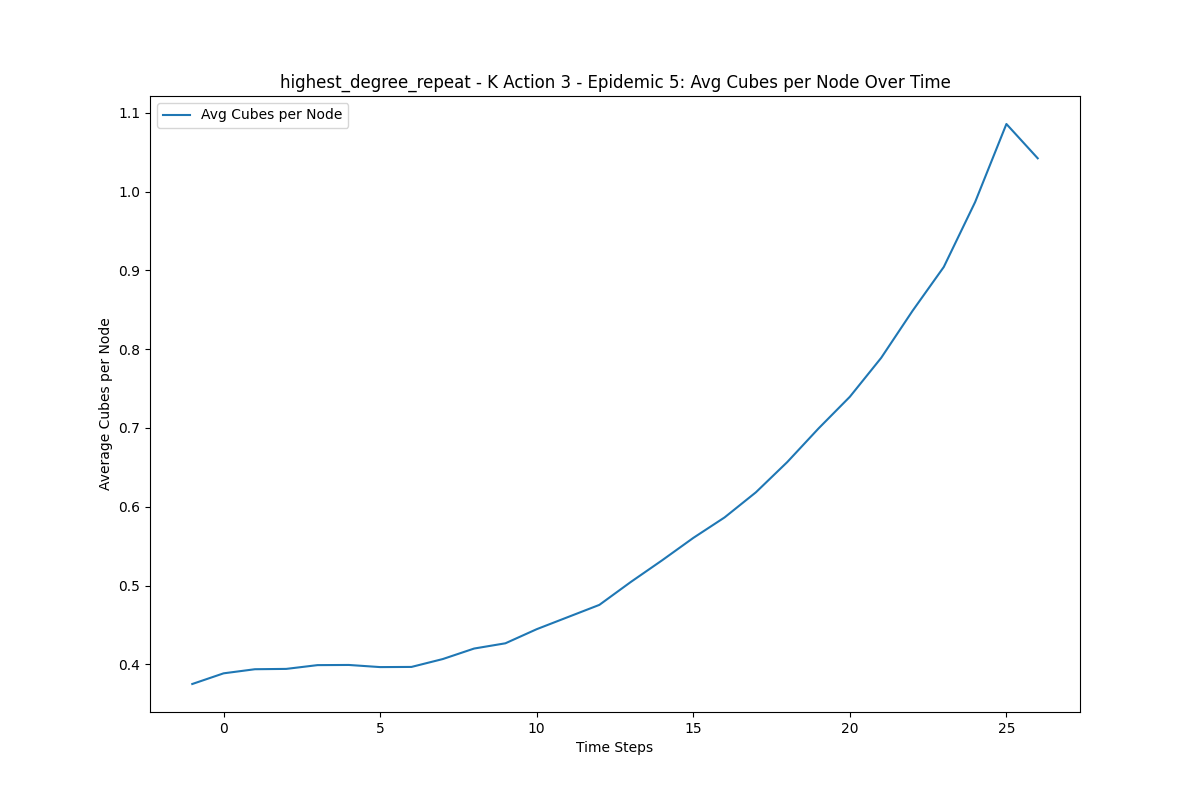 highest_degree_repeat - K Action 3 - Epidemic 5: Avg Cubes per Node Over Time
Avg Cubes per Node
1.1
1.0
0.9
0.8
0.7
0.6
0.5
0.4
Average Cubes per Node
0 5 10 15 20 25
Time Steps